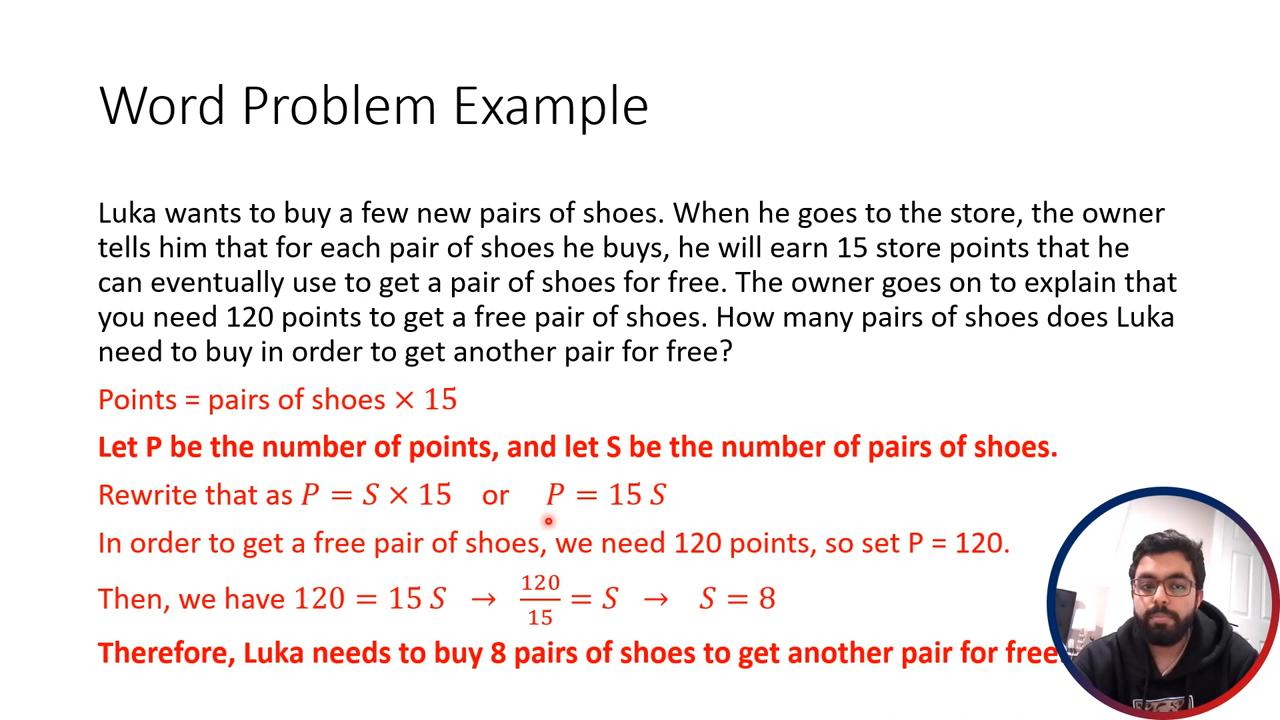 Word Problem Example
Luka wants to buy a few new pairs of shoes. When he goes to the store, the owner
tells him that for each pair of shoes he buys, he will earn 15 store points that he
can eventually use to get a pair of shoes for free. The owner goes on to explain that
you need 120 points to get a free pair of shoes. How many pairs of shoes does Luka
need to buy in order to get another pair for free?
Points = pairs of shoes × 15
Let P be the number of points, and let S be the number of pairs of shoes.
Rewrite that as P = S × 15 or P = 15 S
In order to get a free pair of shoes, we need 120 points, so set P = 120.
Then, we have 120 = 15 S → 120/15 = S → S = 8
Therefore, Luka needs to buy 8 pairs of shoes to get another pair for free